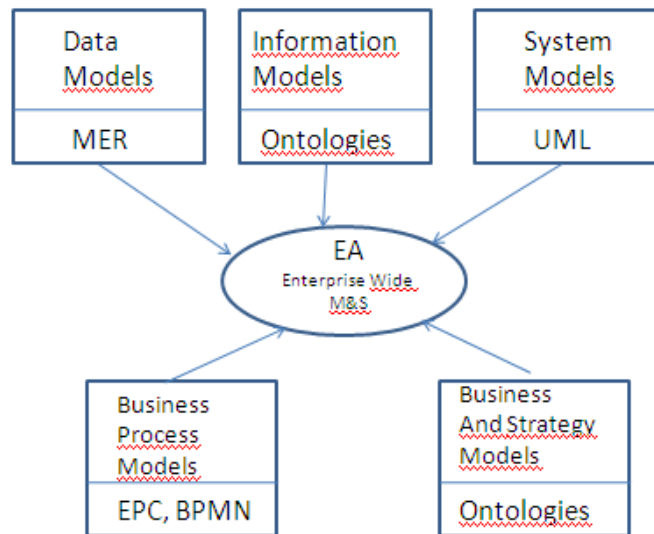 Data
Models
MER
Information
Models
Ontologies
System
Models
UML
EA
Enterprise Wide
M&S
Business
Process
Models
EPC, BPMN
Business
And Strategy
Models
Ontologies